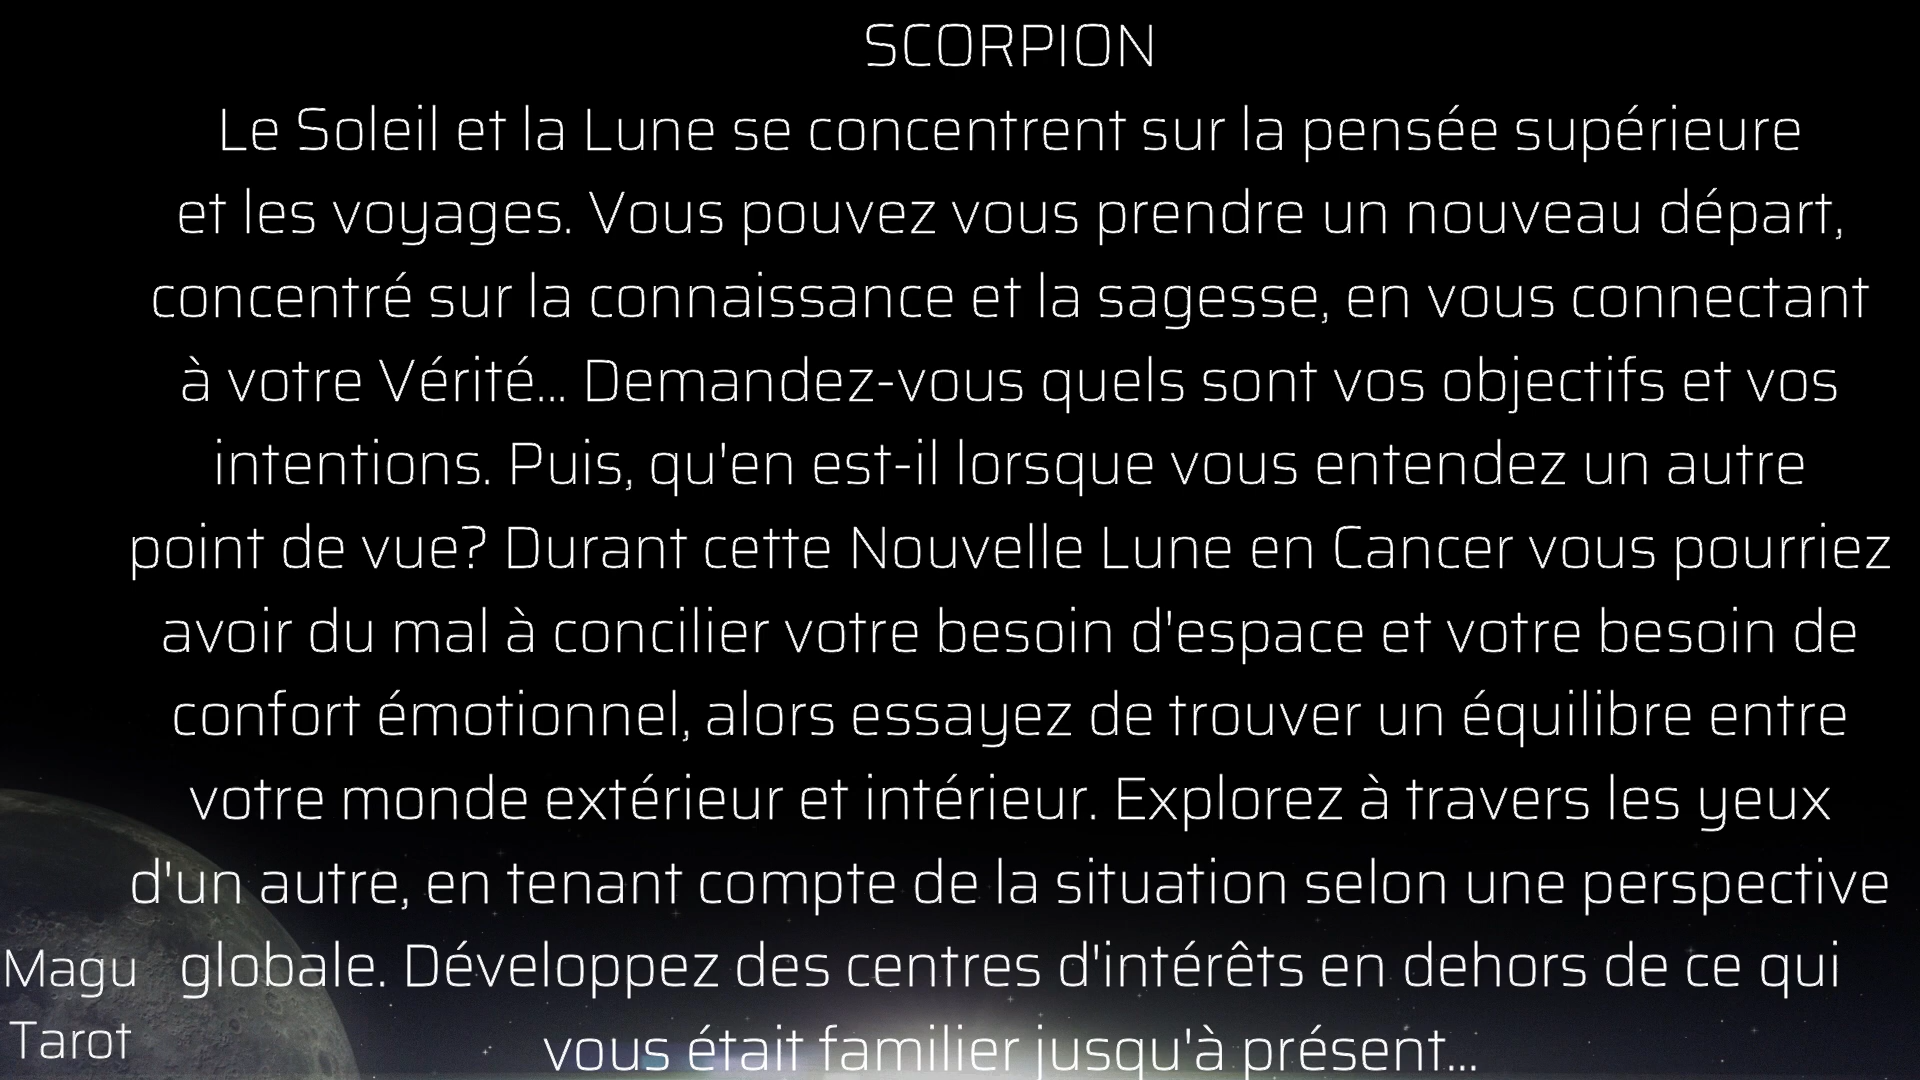 SCORPION
Le Soleil et la Lune se concentrent sur la pensée supérieure
et les voyages. Vous pouvez vous prendre un nouveau départ,
concentré sur la connaissance et la sagesse, en vous connectant
à votre Vérité... Demandez-vous quels sont vos objectifs et vos
intentions. Puis, qu'en est-il lorsque vous entendez un autre
point de vue? Durant cette Nouvelle Lune en Cancer vous pourriez
avoir du mal à concilier votre besoin d'espace et votre besoin de
confort émotionnel, alors essayez de trouver un équilibre entre
votre monde extérieur et intérieur. Explorez à travers les yeux
d'un autre, en tenant compte de la situation selon une perspective
globale. Développez des centres d'intérêts en dehors de ce qui
vous était familier jusqu'à présent...
Magu
Tarot